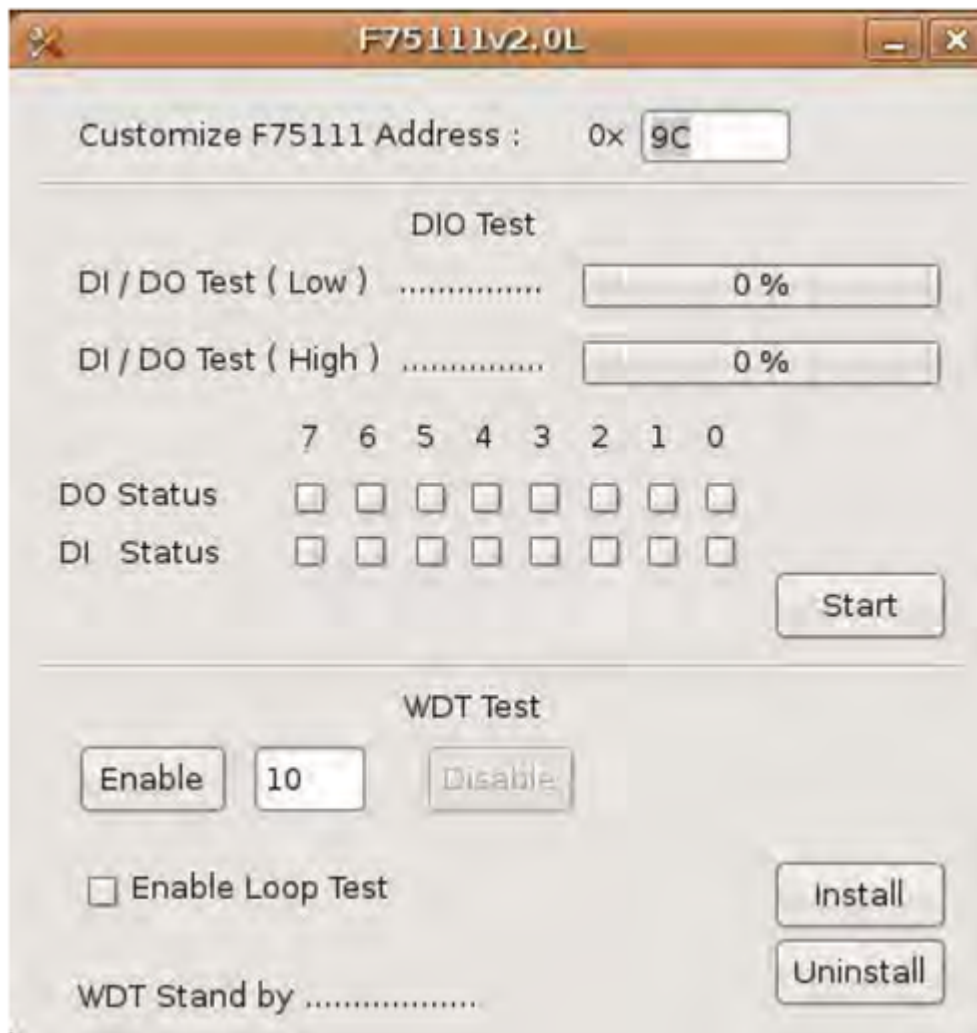 F75111v2.0L
Customize F75111 Address : 0x 9C
DIO Test
DI / DO Test ( Low ) ............... 0 %
DI / DO Test ( High ) ............... 0 %
7 6 5 4 3 2 1 0
DO Status
DI Status
Start
WDT Test
Enable 10 Disable
Enable Loop Test
Install
Uninstall
WDT Stand by ..................